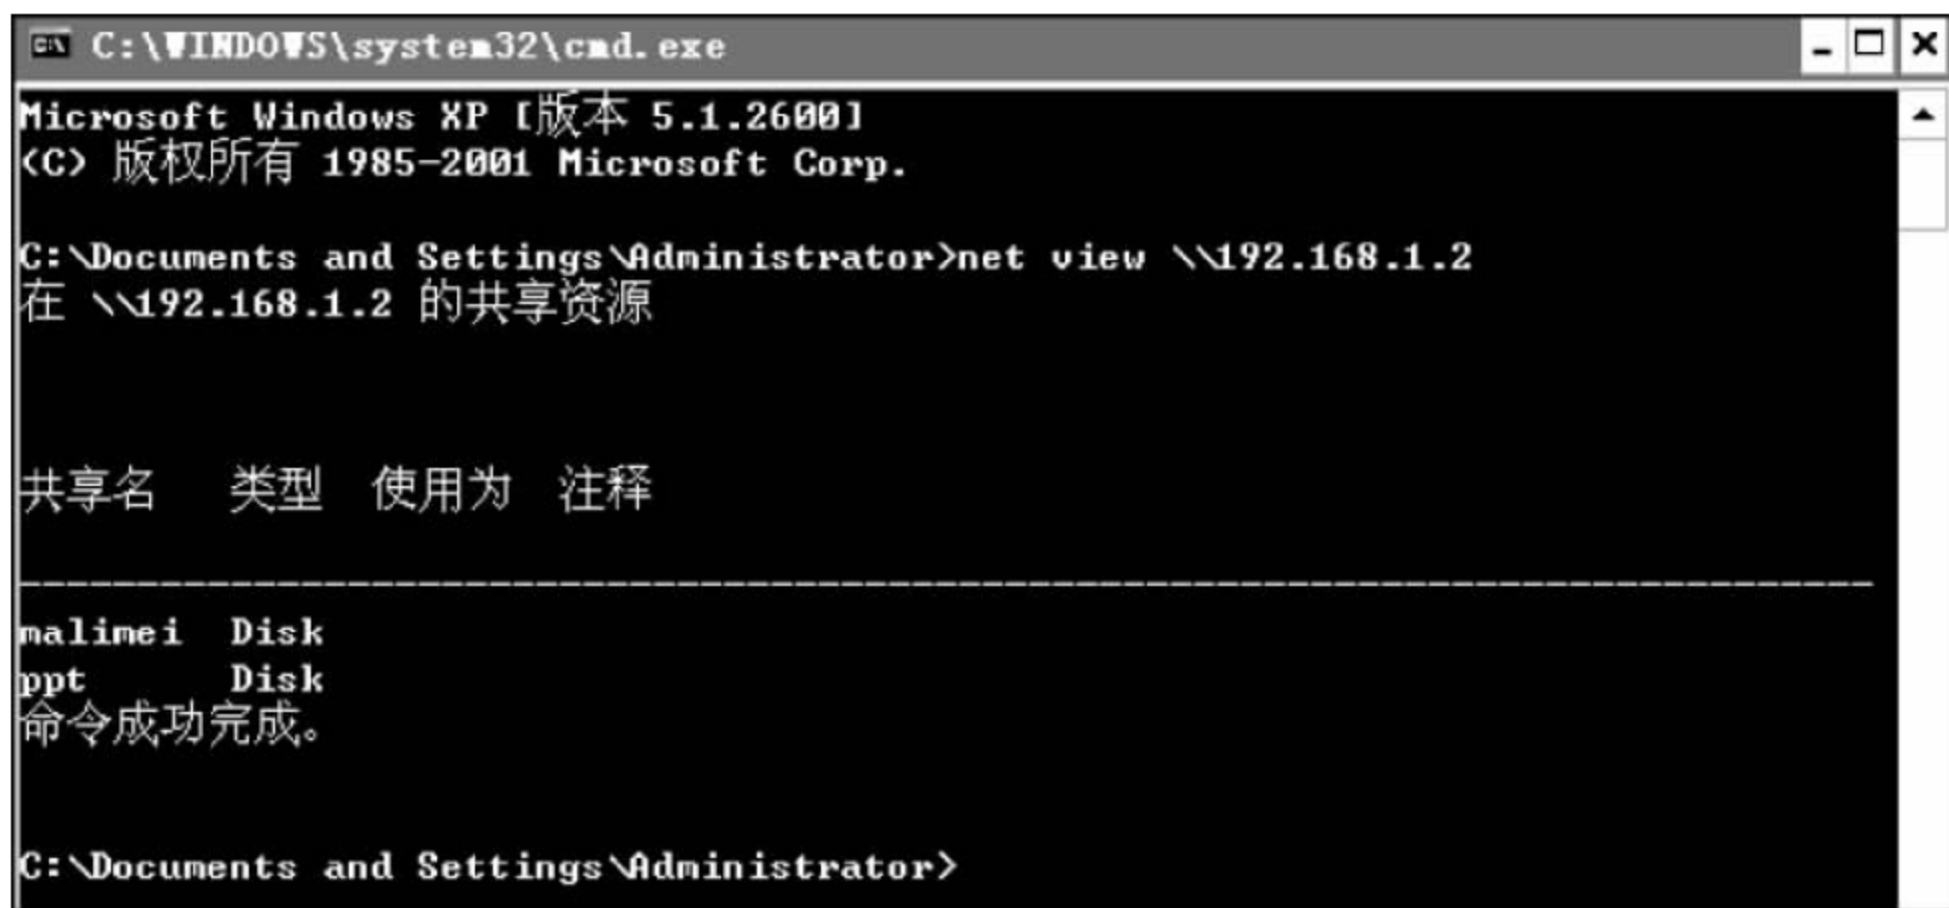 C:\WINDOWS\system32\cmd.exe
Microsoft Windows XP [版本 5.1.2600]
(C) 版权所有 1985-2001 Microsoft Corp.
C:\Documents and Settings\Administrator>net view \\192.168.1.2
在 \\192.168.1.2 的共享资源
共享名 类型 使用为 注释
-------------------------------------------------------------------------------
malimei Disk
ppt Disk
命令成功完成。
C:\Documents and Settings\Administrator>